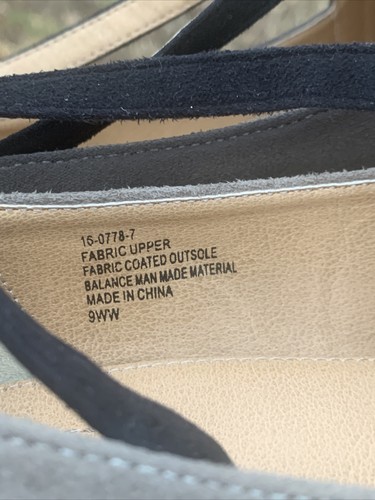 16-0778-7
FABRIC UPPER
FABRIC COATED OUTSOLE
BALANCE MAN MADE MATERIAL
MADE IN CHINA
9WW